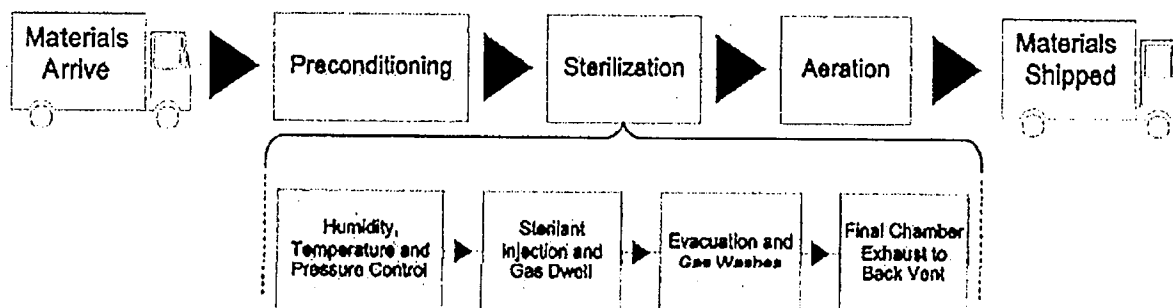 Materials
Arrive
Preconditioning
Sterilization
Aeration
Materials
Shipped
Humidity,
Temperature and
Pressure Control
Sterilant
Injection and
Gas Dwell
Evacuation and
Gas Washes
Final Chamber
Exhaust to
Back Vent